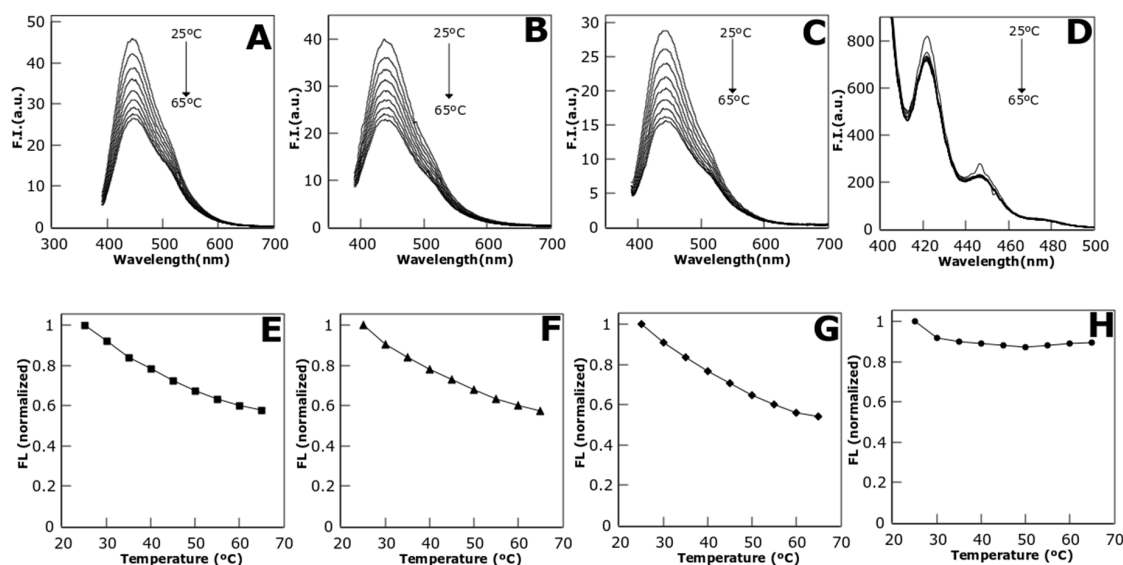 A
F.I.(a.u.)
50
40
30
20
10
0
300 400 500 600 700
Wavelength(nm)
25ºC
65ºC
B
F.I.(a.u.)
40
30
20
10
0
400 500 600 700
Wavelength(nm)
25ºC
65ºC
C
F.I.(a.u.)
30
25
20
15
10
5
0
400 500 600 700
Wavelength(nm)
25ºC
65ºC
D
F.I.(a.u.)
800
600
400
200
0
400 420 440 460 480 500
Wavelength(nm)
25ºC
65ºC
E
FL (normalized)
1
0.8
0.6
0.4
0.2
0
20 30 40 50 60 70
Temperature (ºC)
F
FL (normalized)
1
0.8
0.6
0.4
0.2
0
20 30 40 50 60 70
Temperature (ºC)
G
FL (normalized)
1
0.8
0.6
0.4
0.2
0
20 30 40 50 60 70
Temperature (ºC)
H
FL (normalized)
1
0.8
0.6
0.4
0.2
0
20 30 40 50 60 70
Temperature (ºC)